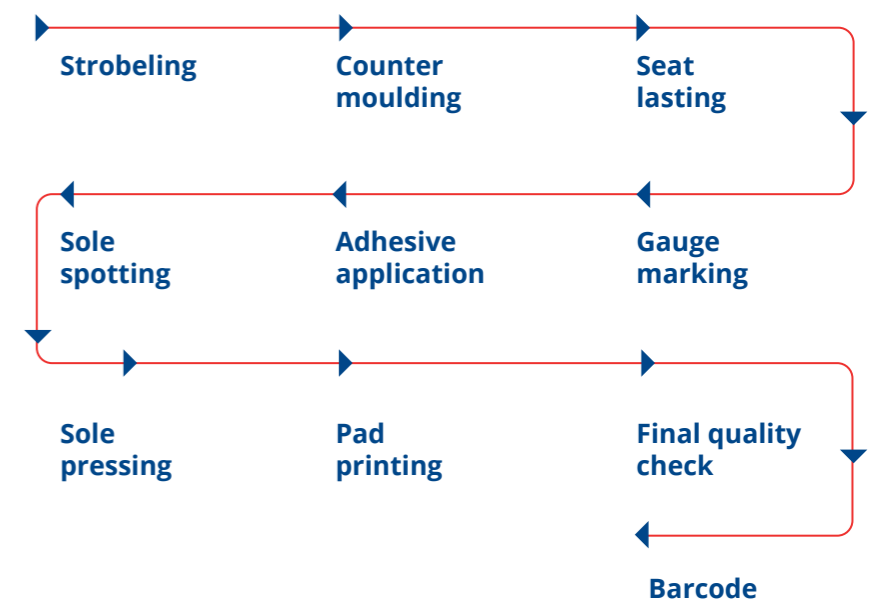 Strobeling
Counter
moulding
Seat
lasting
Gauge
marking
Adhesive
application
Sole
spotting
Sole
pressing
Pad
printing
Final quality
check
Barcode